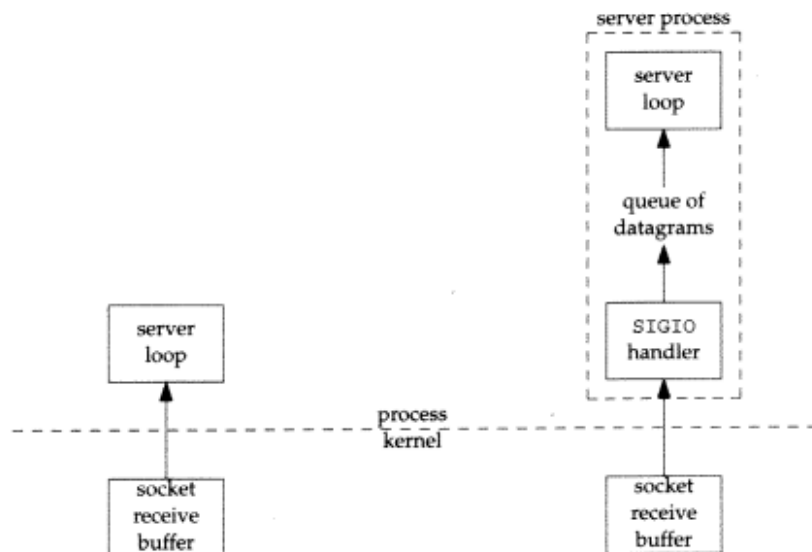 server process
server
loop
queue of
datagrams
server
loop
SIGIO
handler
process
kernel
socket
receive
buffer
socket
receive
buffer